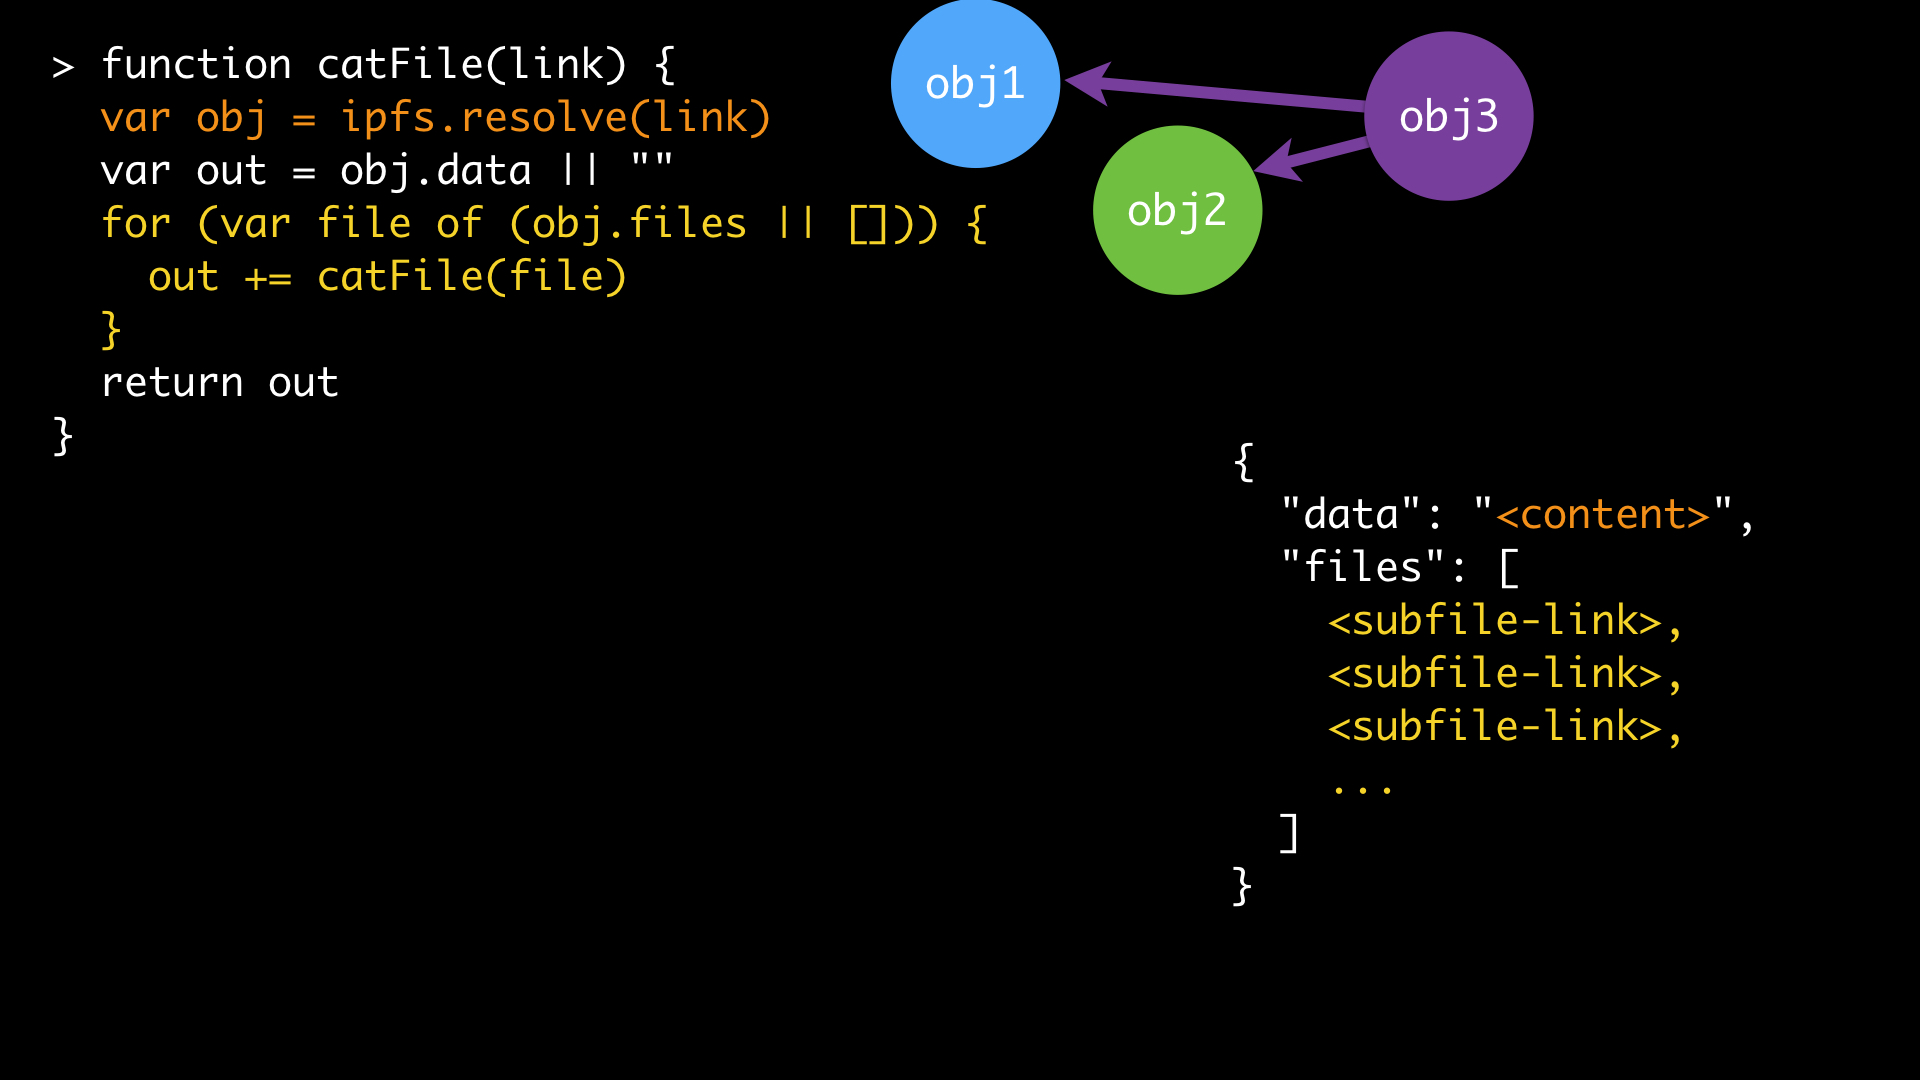 > function catFile(link) {
  var obj = ipfs.resolve(link)
  var out = obj.data || ""
  for (var file of (obj.files || [])) {
    out += catFile(file)
  }
  return out
}
obj1
obj3
obj2
{
  "data": "<content>",
  "files": [
    <subfile-link>,
    <subfile-link>,
    <subfile-link>,
    ...
  ]
}